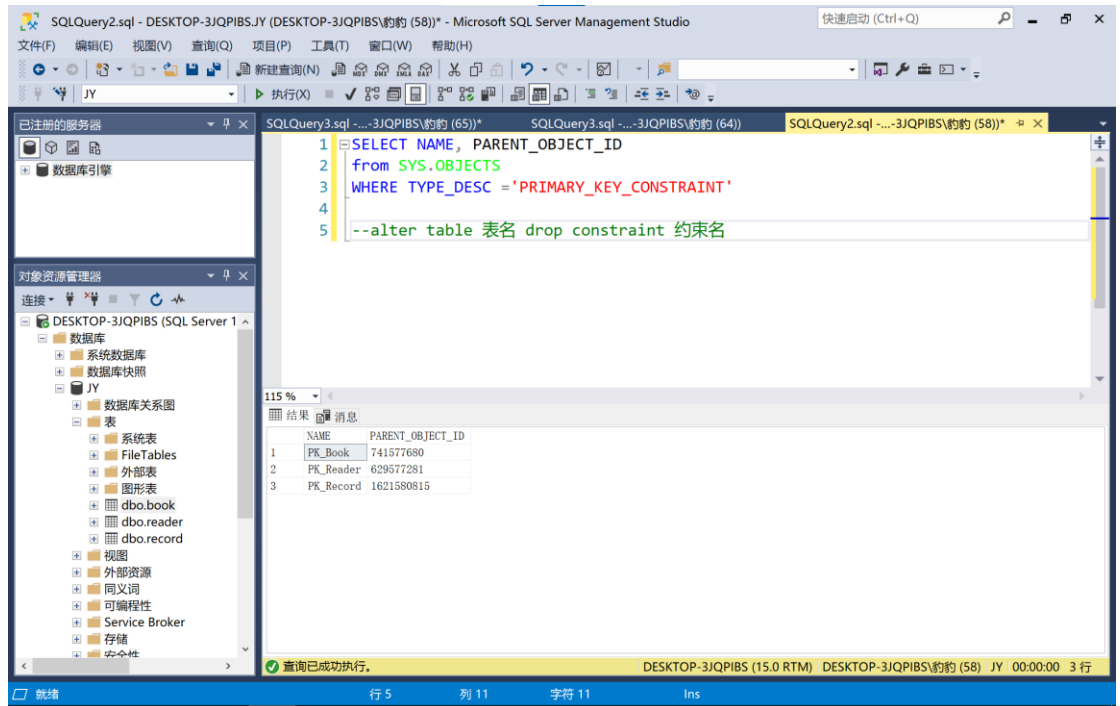 SQLQuery2.sql - DESKTOP-3JQPIBS.JY (DESKTOP-3JQPIBS\豹豹 (58))* - Microsoft SQL Server Management Studio
快速启动 (Ctrl+Q)
文件(F) 编辑(E) 视图(V) 查询(Q) 项目(P) 工具(T) 窗口(W) 帮助(H)
新建查询(N)
JY
执行(X)
已注册的服务器
数据库引擎
SQLQuery3.sql -...-3JQPIBS\豹豹 (65))* SQLQuery3.sql -...-3JQPIBS\豹豹 (64)) SQLQuery2.sql -...-3JQPIBS\豹豹 (58))*
1 SELECT NAME, PARENT_OBJECT_ID
2 from SYS.OBJECTS
3 WHERE TYPE_DESC ='PRIMARY_KEY_CONSTRAINT'
4
5 --alter table 表名 drop constraint 约束名
对象资源管理器
连接
DESKTOP-3JQPIBS (SQL Server 1
数据库
系统数据库
数据库快照
JY
数据库关系图
表
系统表
FileTables
外部表
图形表
dbo.book
dbo.reader
dbo.record
视图
外部资源
同义词
可编程性
Service Broker
存储
安全性
115 %
结果 消息
NAME PARENT_OBJECT_ID
1 PK_Book 741577680
2 PK_Reader 629577281
3 PK_Record 1621580815
查询已成功执行。 DESKTOP-3JQPIBS (15.0 RTM) DESKTOP-3JQPIBS\豹豹 (58) JY 00:00:00 3 行
就绪 行 5 列 11 字符 11 Ins